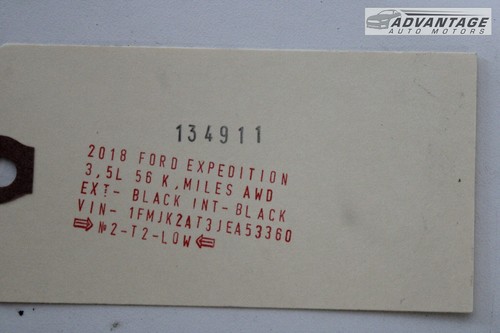 ADVANTAGE
AUTO MOTORS
134911
2018 FORD EXPEDITION
3,5L 56 K,MILES AWD
EXT- BLACK INT-BLACK
VIN- 1FMJK2AT3JEA53360
⇒№2-T2-LOW⇐